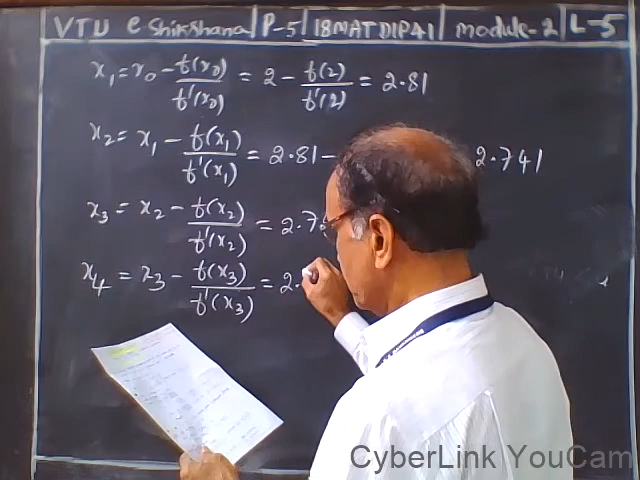 VTU e Shikshana | P-5 | 18MATDIP41 | module-2 | L-5
x₁ = x₀ - f(x₀)/f'(x₀) = 2 - f(2)/f'(2) = 2.81
x₂ = x₁ - f(x₁)/f'(x₁) = 2.81 - 2.741
x₃ = x₂ - f(x₂)/f'(x₂) = 2.7
x₄ = x₃ - f(x₃)/f'(x₃) = 2.
CyberLink YouCam